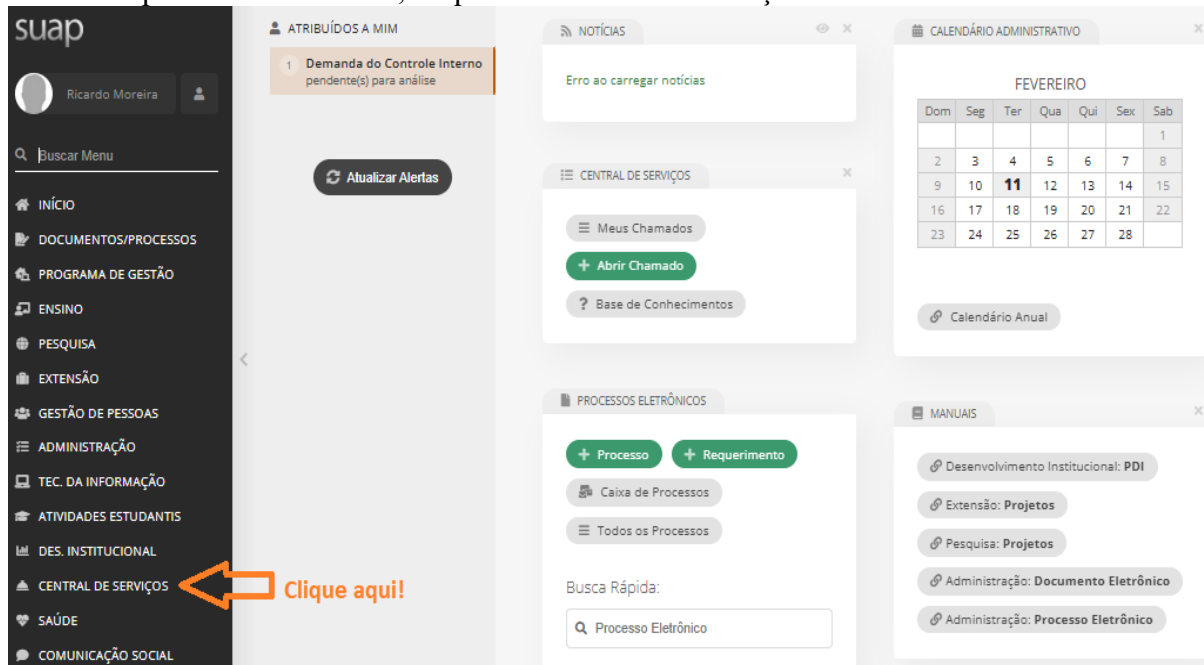 suap
Ricardo Moreira
Buscar Menu
INÍCIO
DOCUMENTOS/PROCESSOS
PROGRAMA DE GESTÃO
ENSINO
PESQUISA
EXTENSÃO
GESTÃO DE PESSOAS
ADMINISTRAÇÃO
TEC. DA INFORMAÇÃO
ATIVIDADES ESTUDANTIS
DES. INSTITUCIONAL
CENTRAL DE SERVIÇOS
SAÚDE
COMUNICAÇÃO SOCIAL
Clique aqui!
ATRIBUÍDOS A MIM
1 Demanda do Controle Interno
pendente(s) para análise
Atualizar Alertas
NOTÍCIAS
Erro ao carregar notícias
CENTRAL DE SERVIÇOS
Meus Chamados
+ Abrir Chamado
? Base de Conhecimentos
PROCESSOS ELETRÔNICOS
+ Processo + Requerimento
Caixa de Processos
Todos os Processos
Busca Rápida:
Processo Eletrônico
CALENDÁRIO ADMINISTRATIVO
FEVEREIRO
Dom Seg Ter Qua Qui Sex Sab
1
2 3 4 5 6 7 8
9 10 11 12 13 14 15
16 17 18 19 20 21 22
23 24 25 26 27 28
Calendário Anual
MANUAIS
Desenvolvimento Institucional: PDI
Extensão: Projetos
Pesquisa: Projetos
Administração: Documento Eletrônico
Administração: Processo Eletrônico